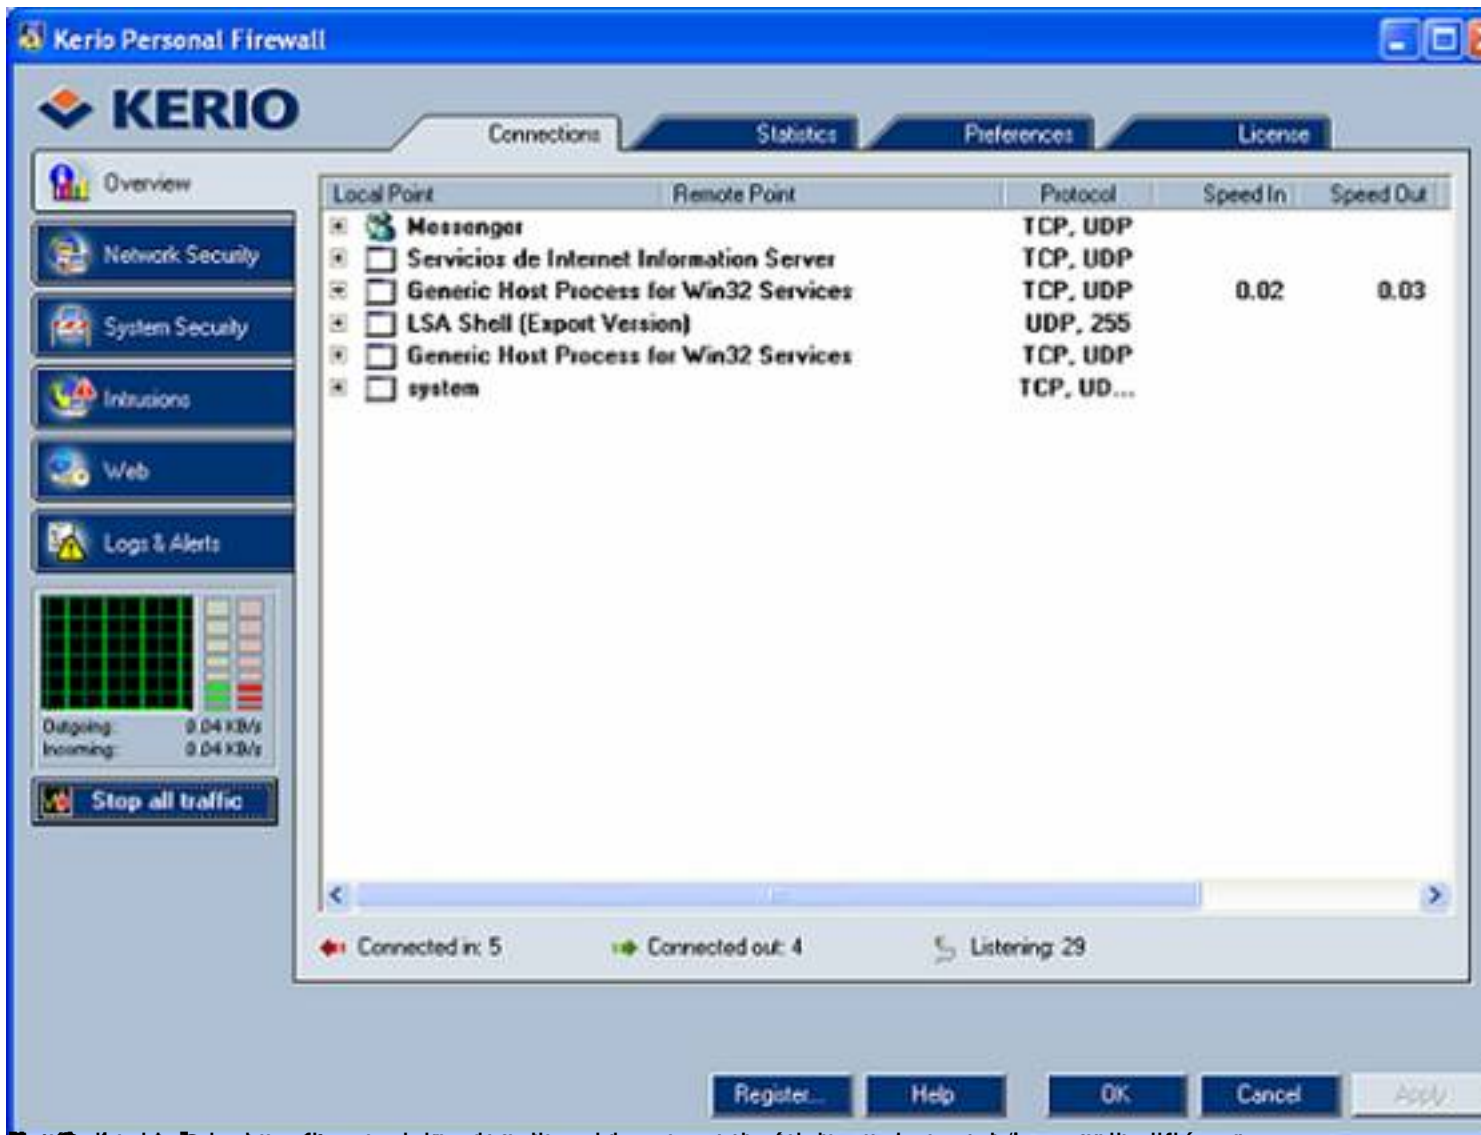 Kerio Personal Firewall
KERIO
Connections Statistics Preferences License
Overview
Network Security
System Security
Intrusions
Web
Logs & Alerts
Local Point Remote Point Protocol Speed In Speed Out
Messenger TCP, UDP
Servicios de Internet Information Server TCP, UDP
Generic Host Process for Win32 Services TCP, UDP 0.02 0.03
LSA Shell (Export Version) UDP, 255
Generic Host Process for Win32 Services TCP, UDP
system TCP, UD...
Outgoing: 0.04 KB/s
Incoming: 0.04 KB/s
Stop all traffic
Connected in: 5 Connected out: 4 Listening: 29
Register... Help OK Cancel Apply